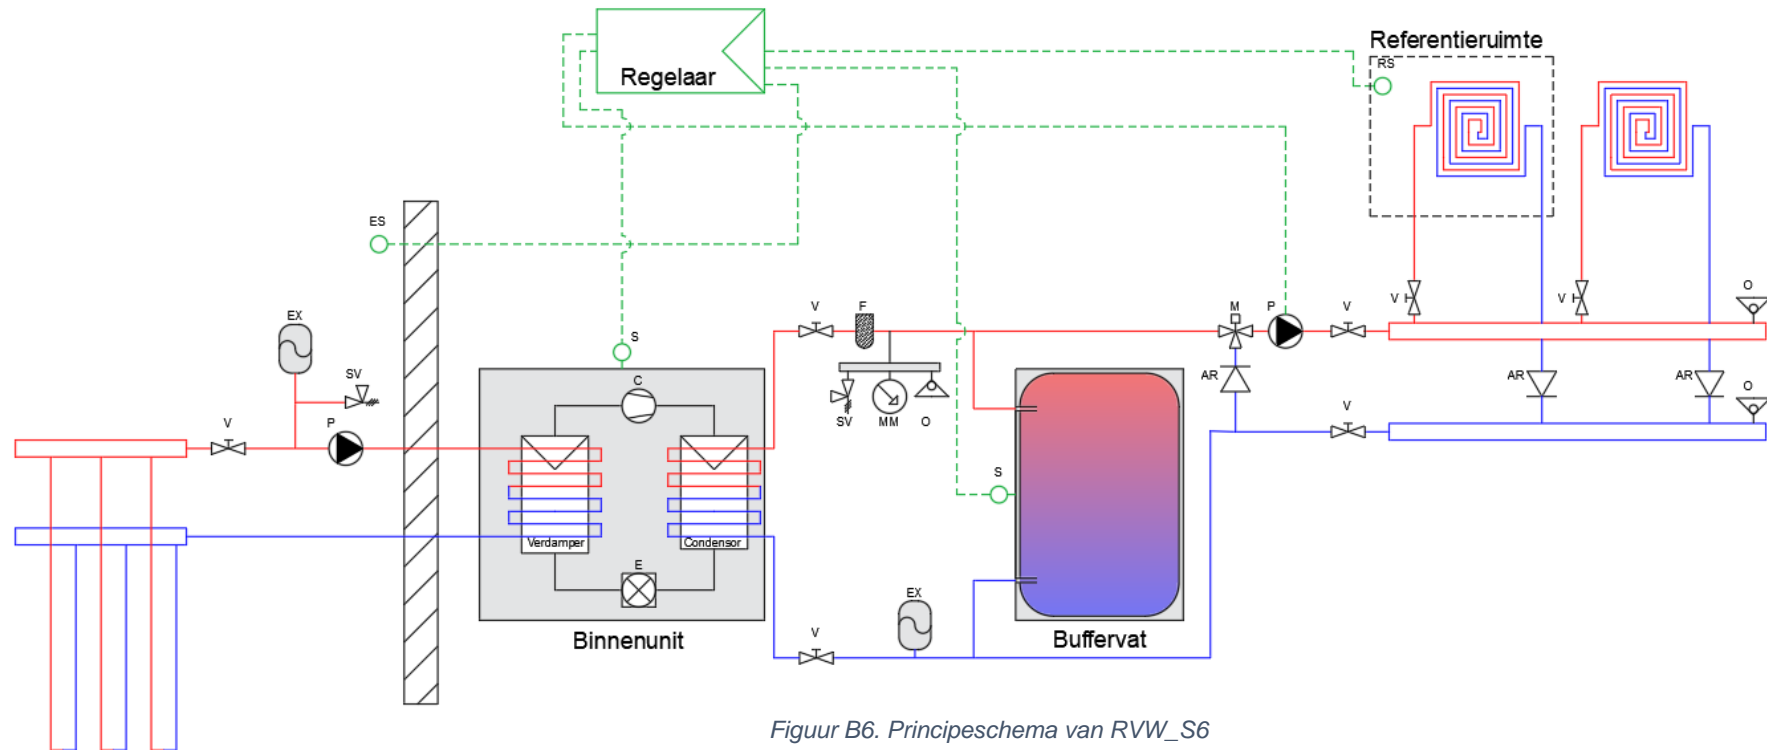 Regelaar
Referentieruimte
RS
ES
EX
SV
V
P
S
C
Verdamper
Condensor
E
Binnenunit
V
F
SV
MM
O
V
EX
S
Buffervat
M
P
V
AR
V
V
V
O
AR
AR
O
Figuur B6. Principeschema van RVW_S6